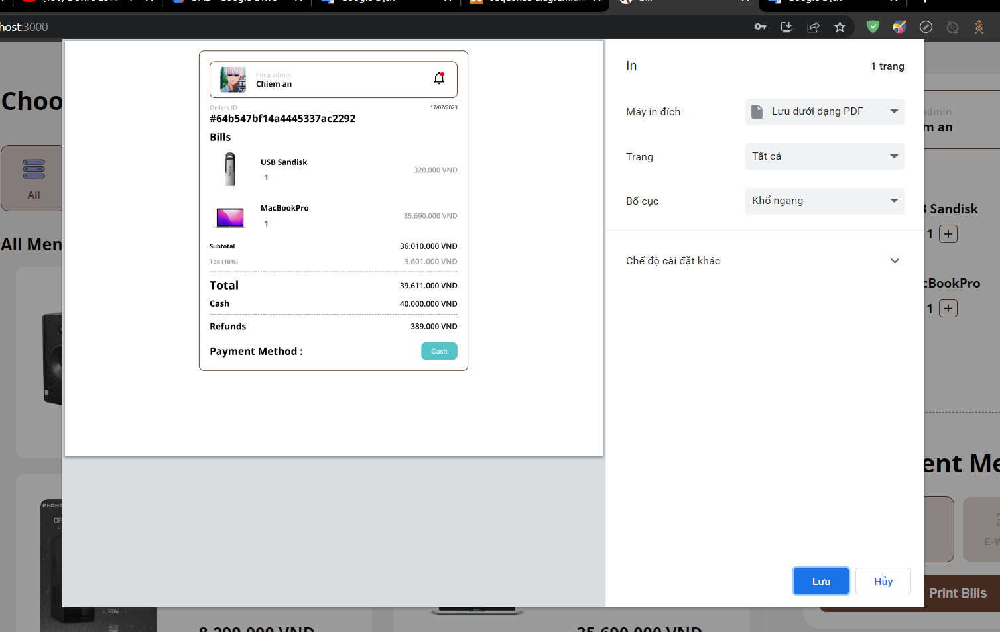 host:3000
Choo
All
All Men
I'm a admin
Chiem an
Orders ID
17/07/2023
#64b547bf14a4445337ac2292
Bills
USB Sandisk
1
320.000 VND
MacBookPro
1
35.690.000 VND
Subtotal
36.010.000 VND
Tax (10%)
3.601.000 VND
Total
39.611.000 VND
Cash
40.000.000 VND
Refunds
389.000 VND
Payment Method :
Cash
In
1 trang
Máy in đích
Lưu dưới dạng PDF
Trang
Tất cả
Bố cục
Khổ ngang
Chế độ cài đặt khác
Lưu
Hủy
dmin
m an
Sandisk
1 +
cBookPro
1 +
ent Me
E-W
Print Bills
PHONG
OF
500W
8.290.000 VND
35.690.000 VND